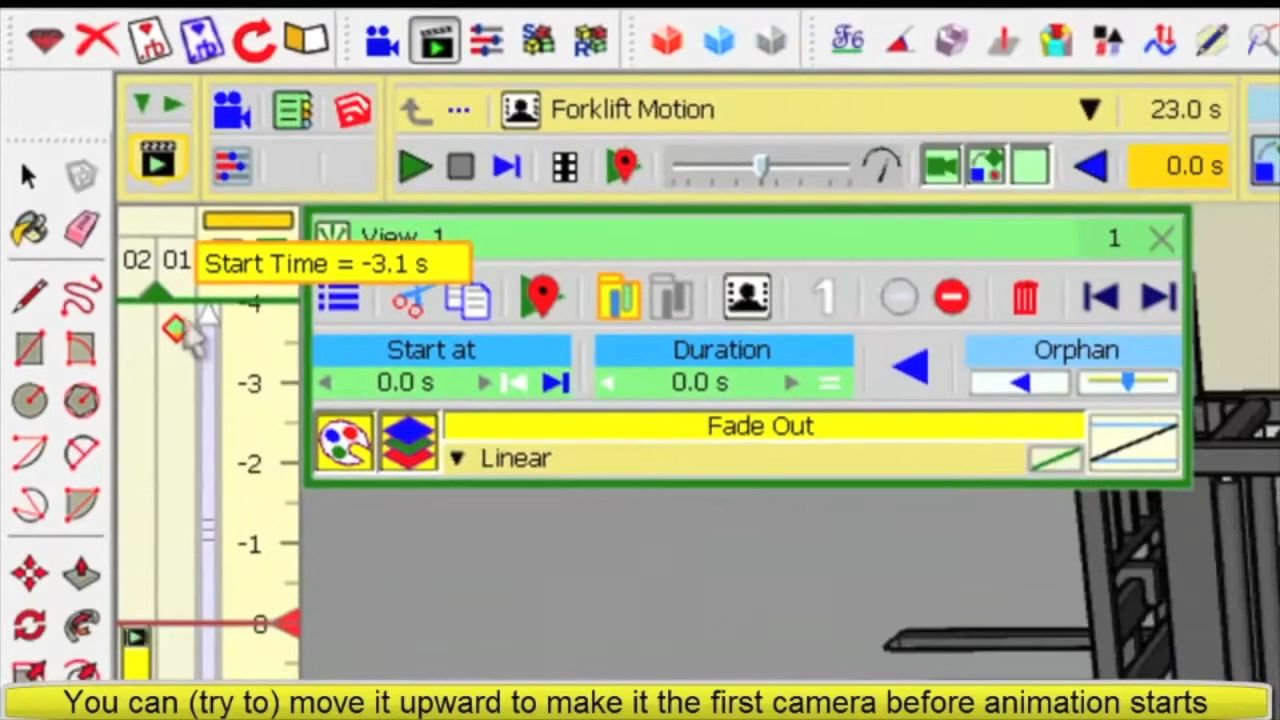 Forklift Motion
23.0 s
0.0 s
02 01
Start Time = -3.1 s
View_1
1
1
Start at
Duration
Orphan
0.0 s
0.0 s
Fade Out
Linear
-4
-3
-2
-1
0
You can (try to) move it upward to make it the first camera before animation starts